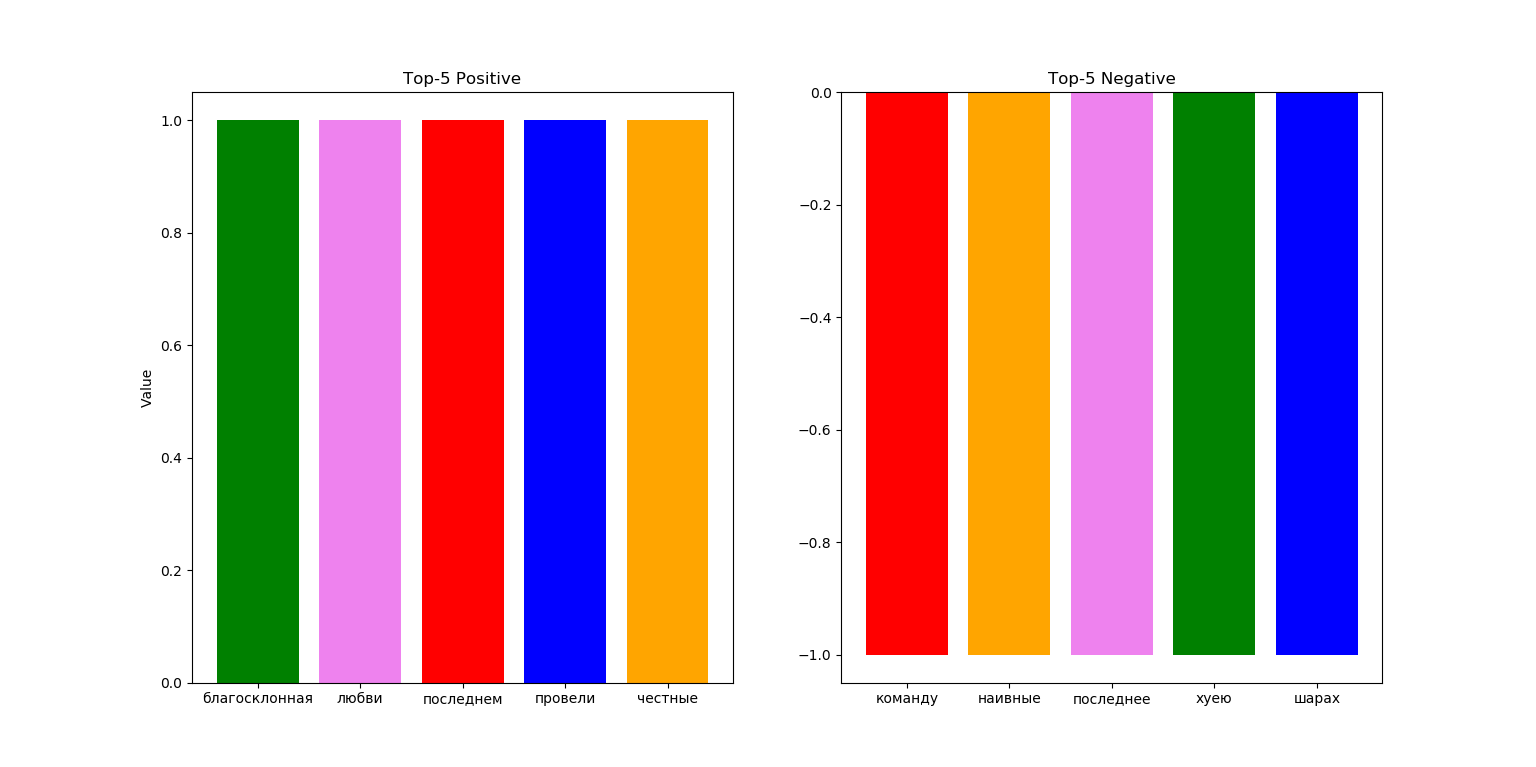 Top-5 Positive
1.0
0.8
0.6
0.4
0.2
0.0
Value
благосклонная любви последнем провели честные
Top-5 Negative
0.0
−0.2
−0.4
−0.6
−0.8
−1.0
команду наивные последнее хуею шарах